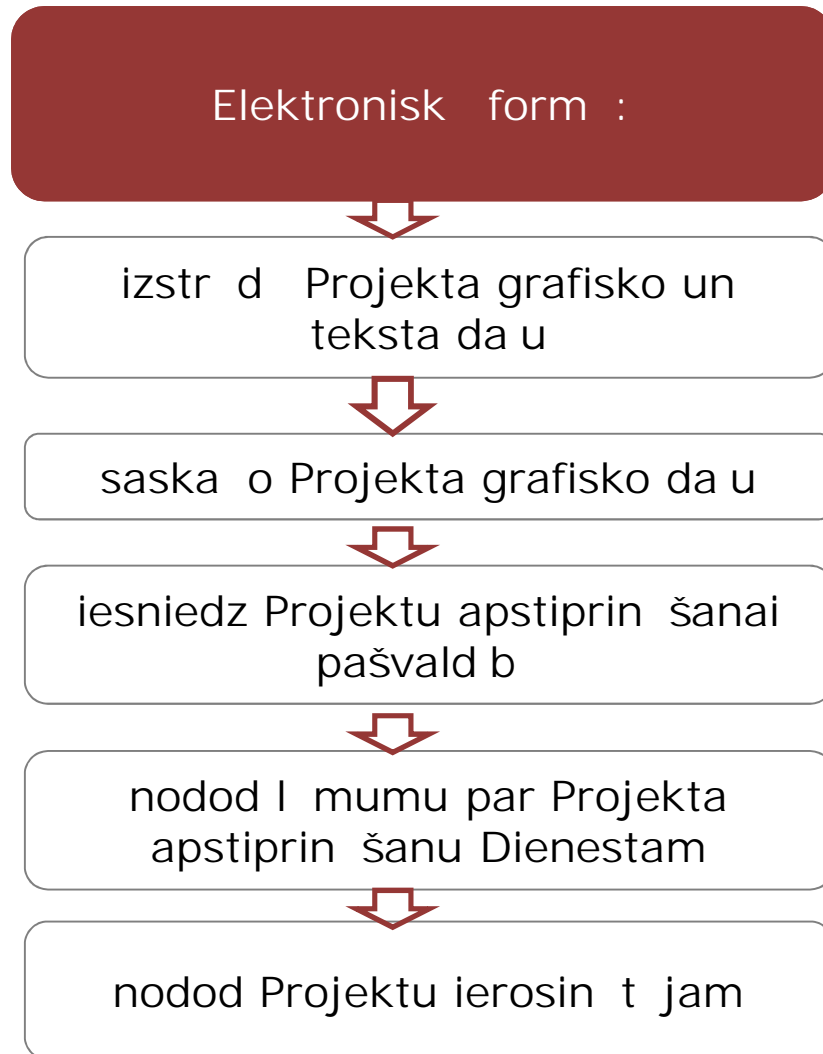 Elektronisk form :
izstr d Projekta grafisko un
teksta da u
saska o Projekta grafisko da u
iesniedz Projektu apstiprin šanai
pašvald b
nodod l mumu par Projekta
apstiprin šanu Dienestam
nodod Projektu ierosin t jam